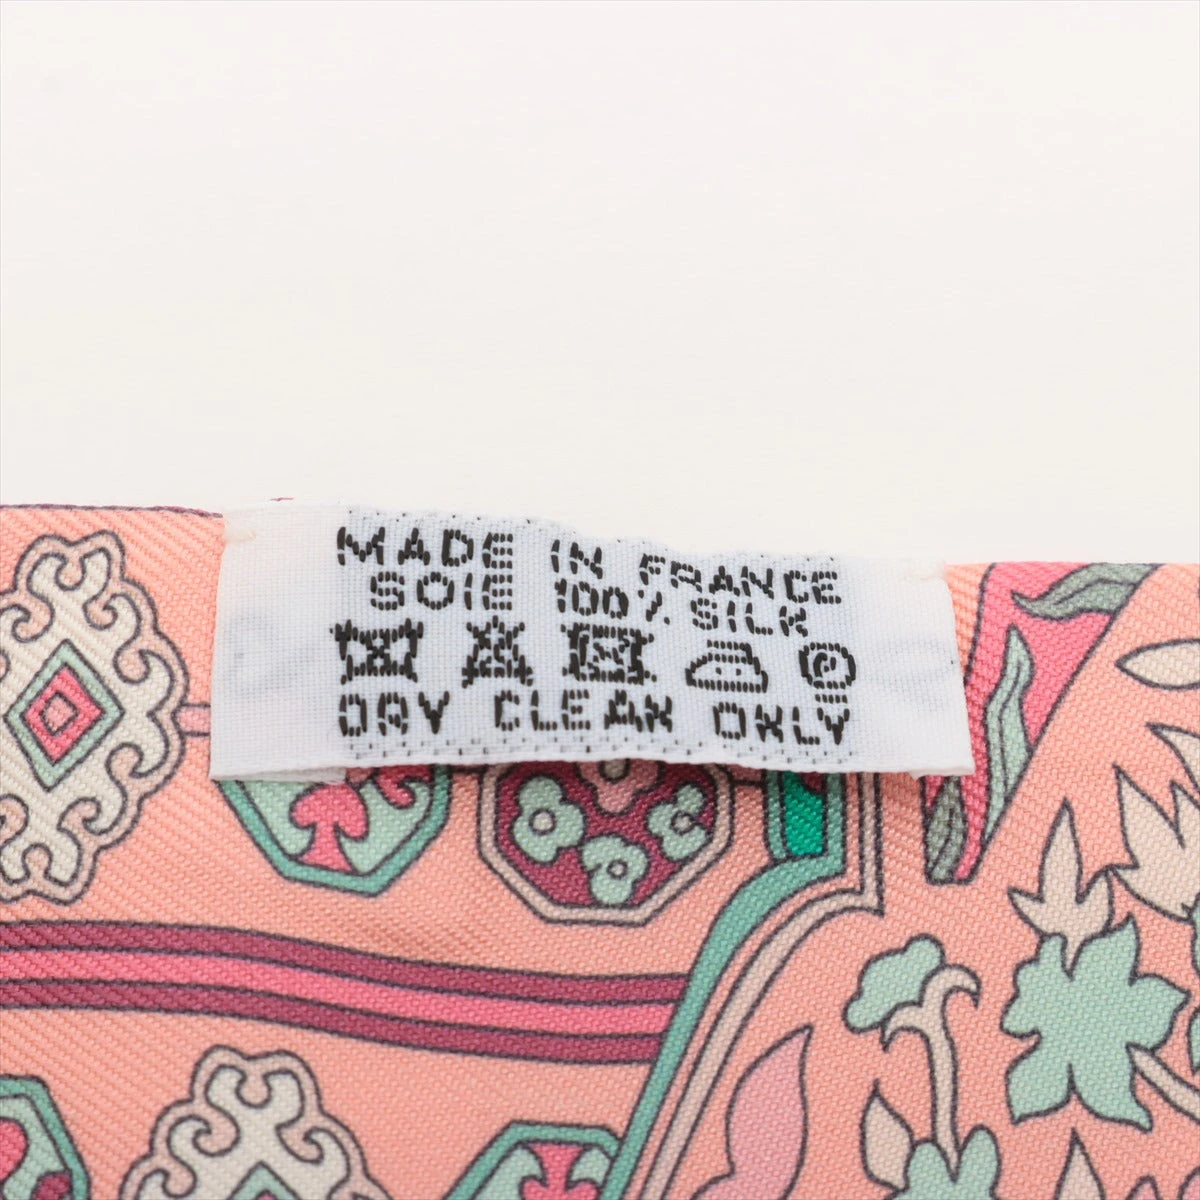 MADE IN FRANCE
SOIE 100% SILK
P
DRY CLEAN ONLY